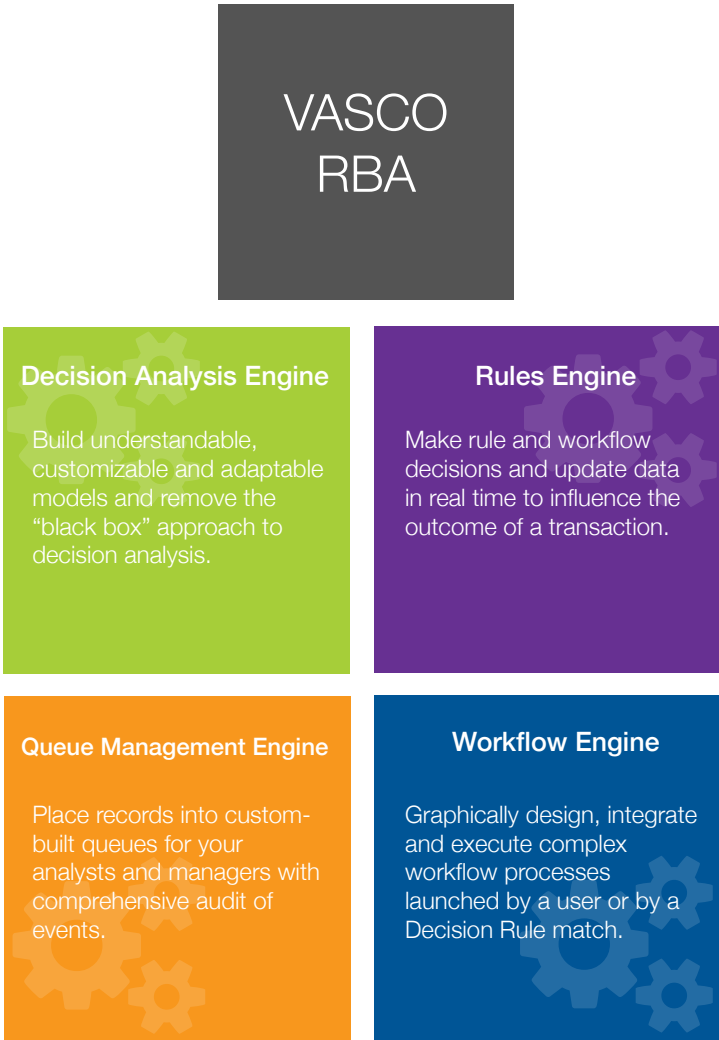 VASCO
RBA
Decision Analysis Engine
Build understandable,
customizable and adaptable
models and remove the
“black box” approach to
decision analysis.
Rules Engine
Make rule and workflow
decisions and update data
in real time to influence the
outcome of a transaction.
Queue Management Engine
Place records into custom-
built queues for your
analysts and managers with
comprehensive audit of
events.
Workflow Engine
Graphically design, integrate
and execute complex
workflow processes
launched by a user or by a
Decision Rule match.